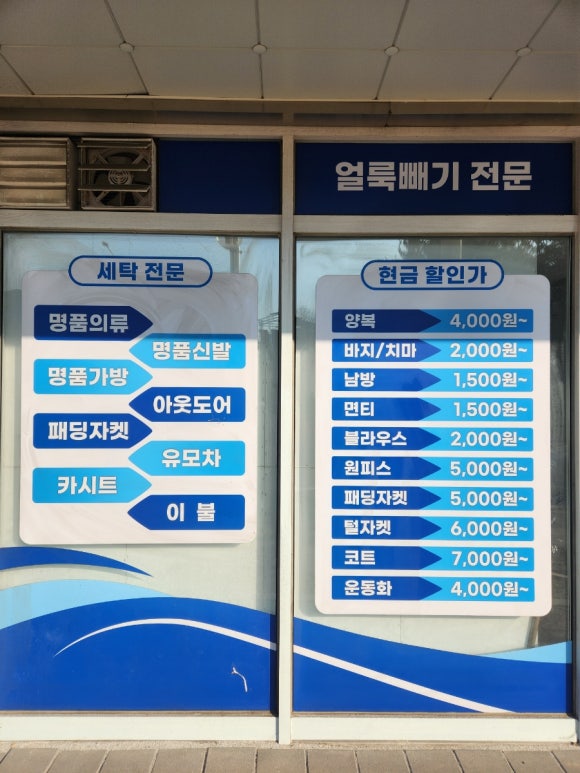 얼룩빼기 전문
세탁 전문
명품의류
명품신발
명품가방
아웃도어
패딩자켓
유모차
카시트
이 불
현금 할인가
양복 4,000원~
바지/치마 2,000원~
남방 1,500원~
면티 1,500원~
블라우스 2,000원~
원피스 5,000원~
패딩자켓 5,000원~
털자켓 6,000원~
코트 7,000원~
운동화 4,000원~